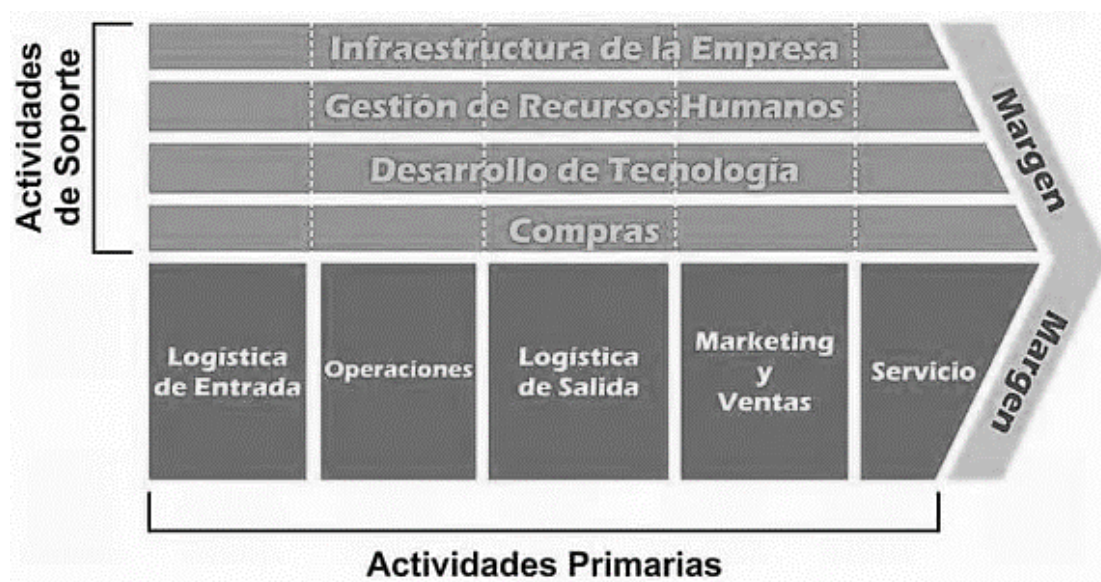 Actividades
de Soporte
Infraestructura de la Empresa
Gestión de Recursos Humanos
Desarrollo de Tecnología
Compras
Margen
Logística
de Entrada
Operaciones
Logística
de Salida
Marketing
y
Ventas
Servicio
Margen
Actividades Primarias